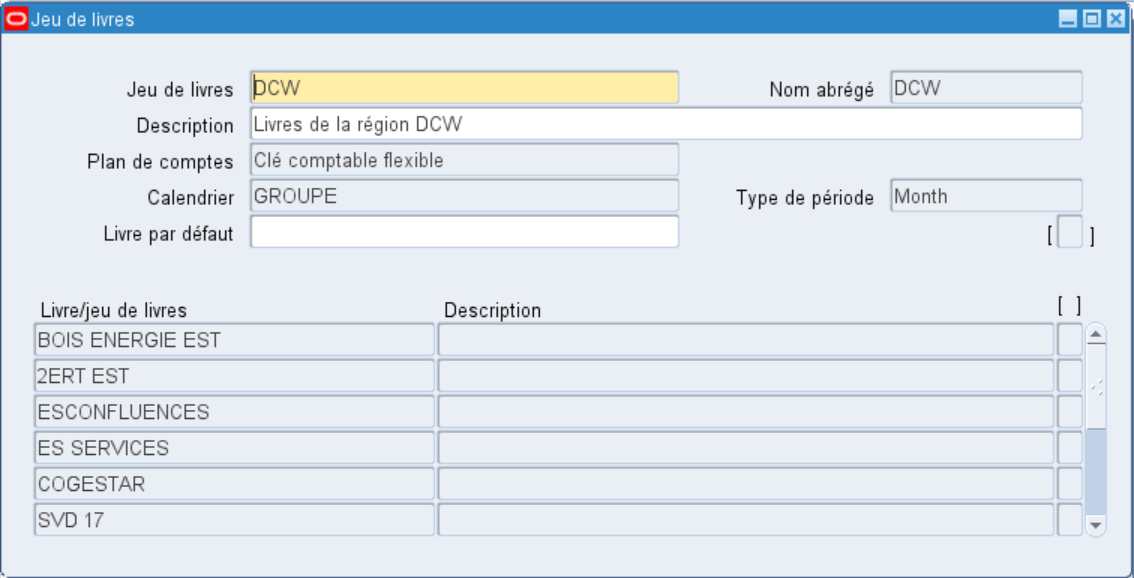 Jeu de livres
Jeu de livres DCW Nom abrégé DCW
Description Livres de la région DCW
Plan de comptes Clé comptable flexible
Calendrier GROUPE Type de période Month
Livre par défaut [ ]
Livre/jeu de livres Description [ ]
BOIS ENERGIE EST
2ERT EST
ESCONFLUENCES
ES SERVICES
COGESTAR
SVD 17